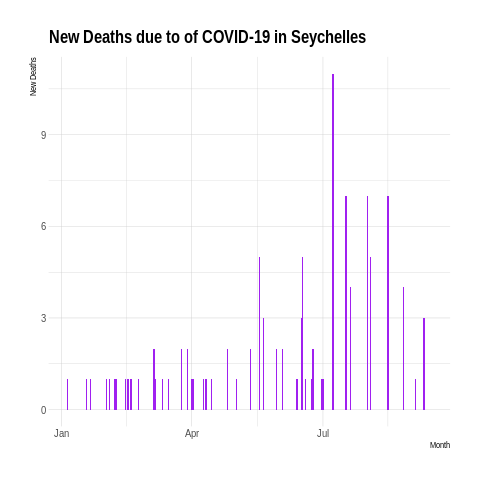 New Deaths due to of COVID-19 in Seychelles
New Deaths
9
6
3
0
Jan Apr Jul
Month